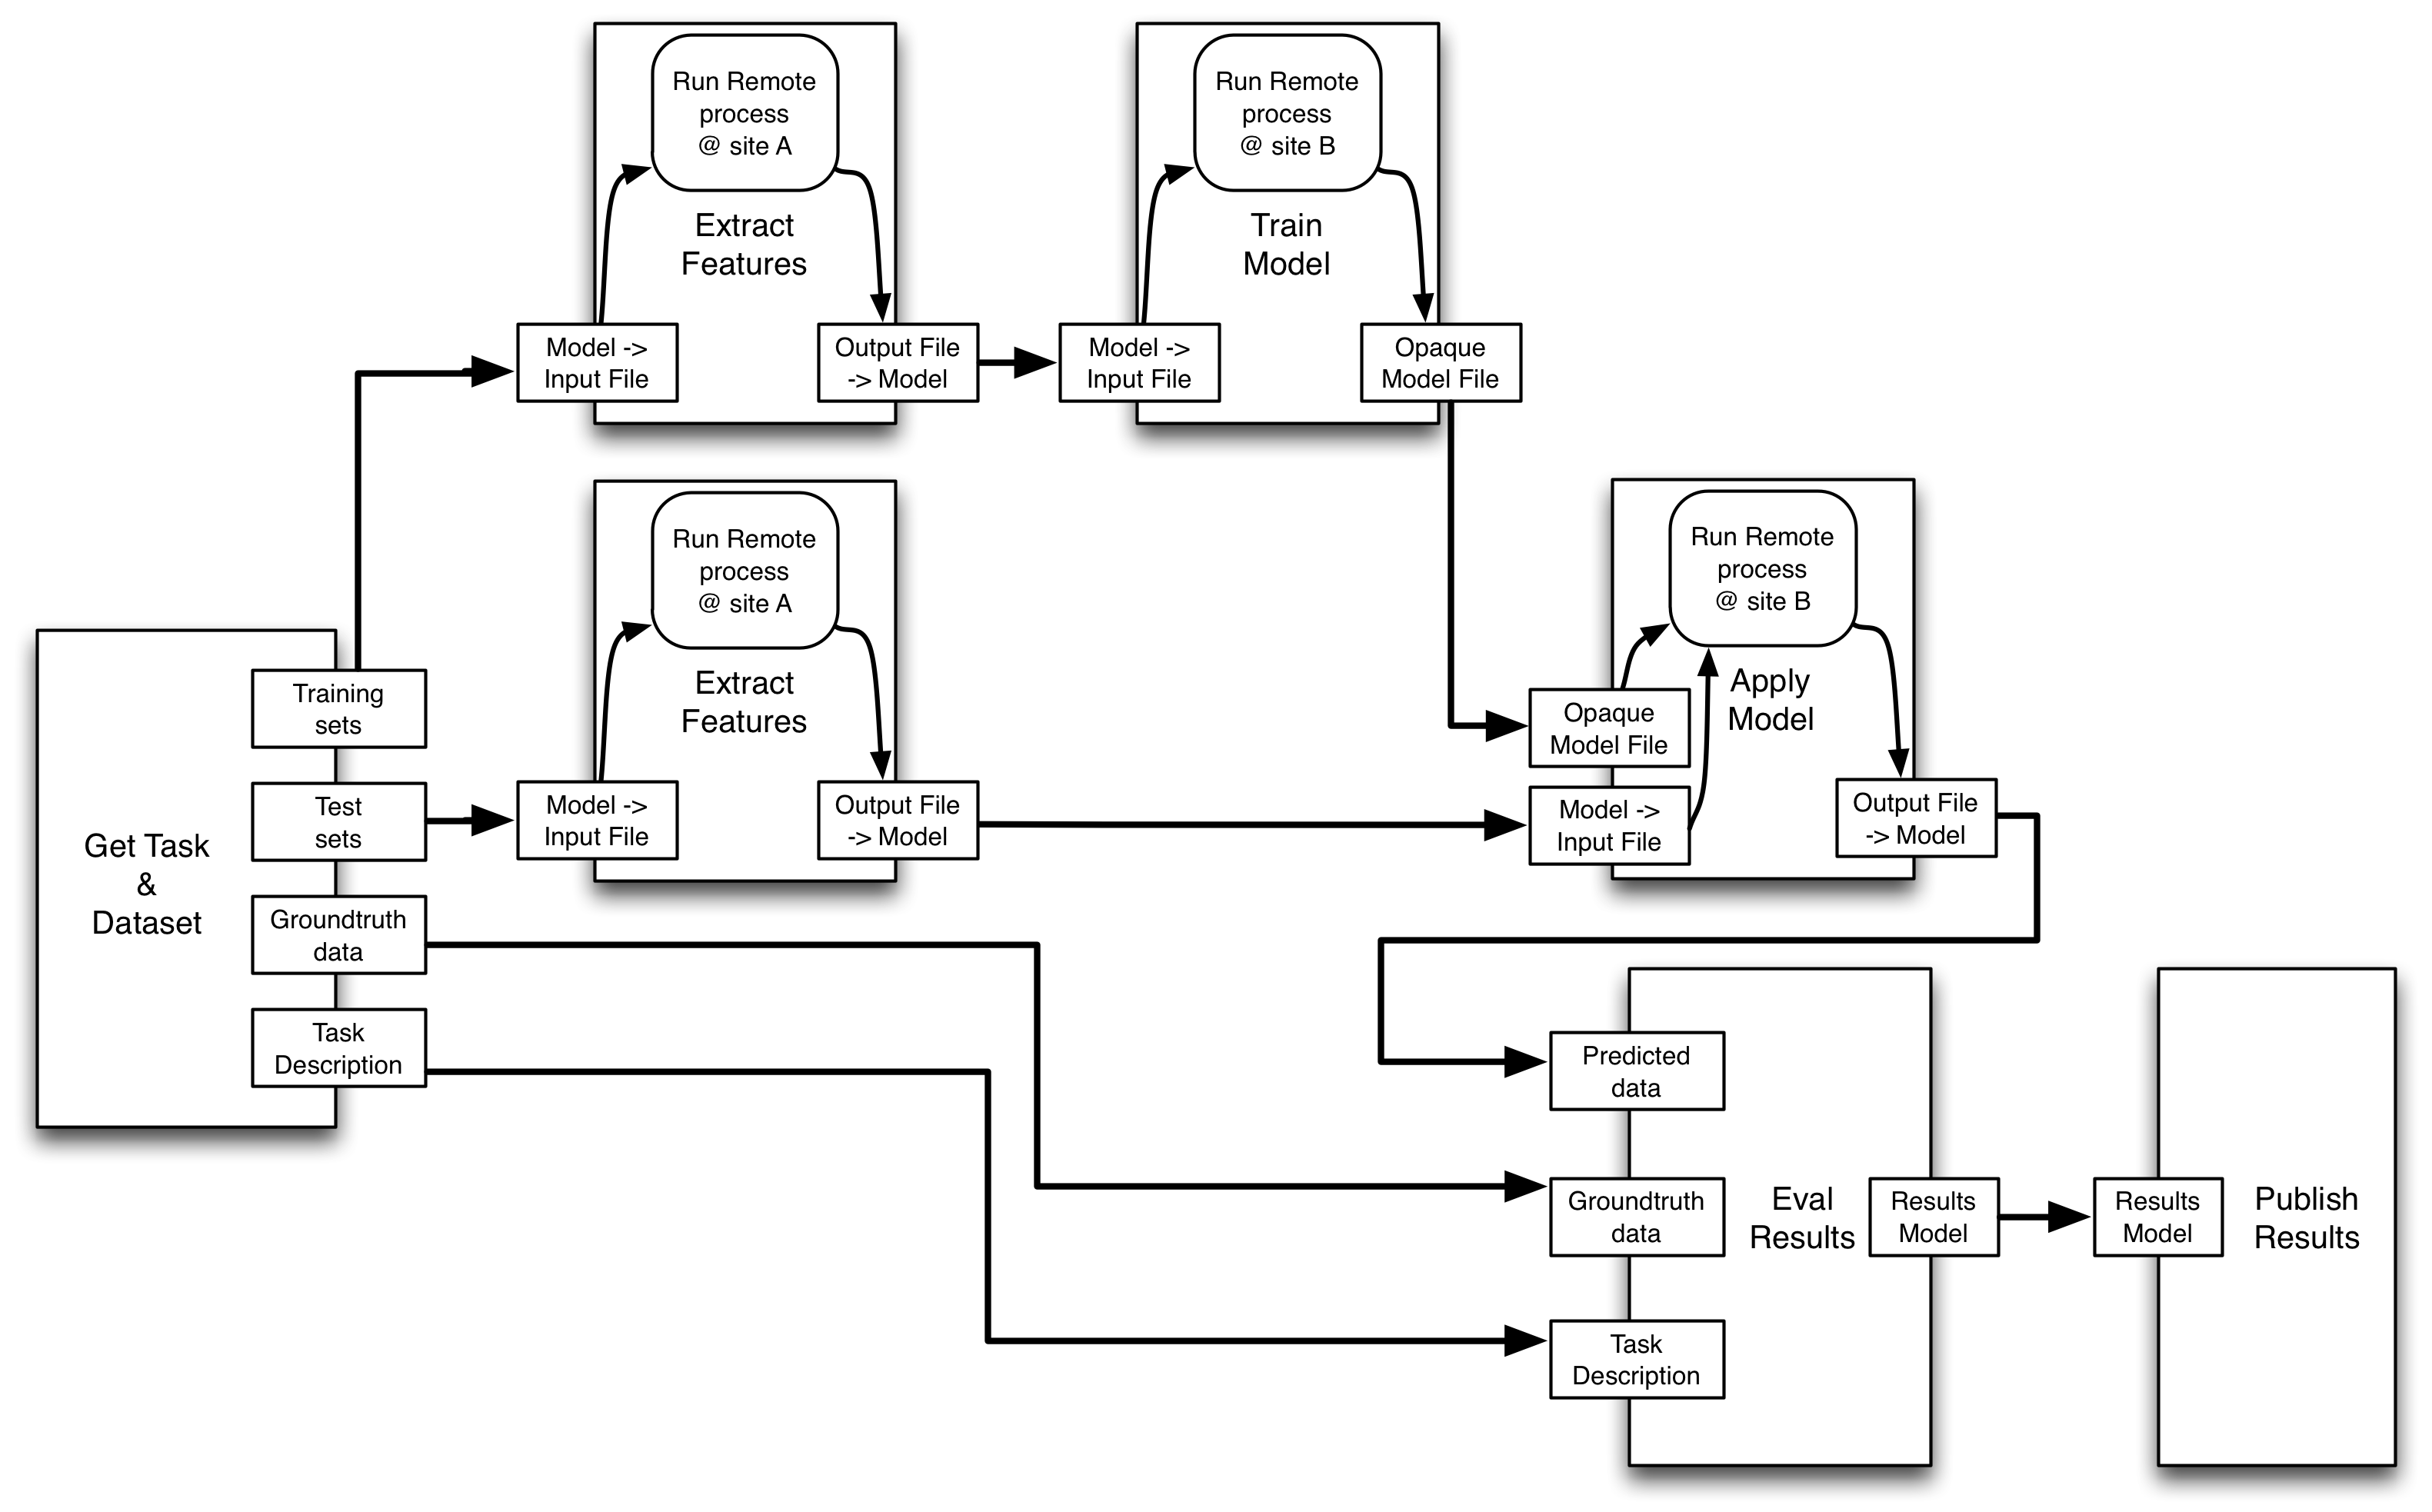 Run Remote
process
@ site A
Extract
Features
Model ->
Input File
Output File
-> Model
Run Remote
process
@ site B
Train
Model
Model ->
Input File
Opaque
Model File
Run Remote
process
@ site A
Extract
Features
Model ->
Input File
Output File
-> Model
Run Remote
process
@ site B
Apply
Model
Opaque
Model File
Model ->
Input File
Output File
-> Model
Get Task
&
Dataset
Training
sets
Test
sets
Groundtruth
data
Task
Description
Predicted
data
Groundtruth
data
Task
Description
Eval
Results
Results
Model
Results
Model
Publish
Results